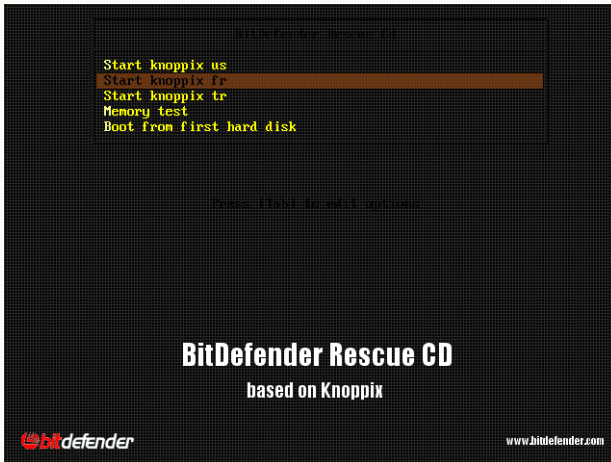 BitDefender Rescue Cd
Start knoppix us
Start knoppix fr
Start knoppix tr
Memory test
Boot from first hard disk
Press [Tab] to edit options
BitDefender Rescue CD
based on Knoppix
bitdefender
www.bitdefender.com